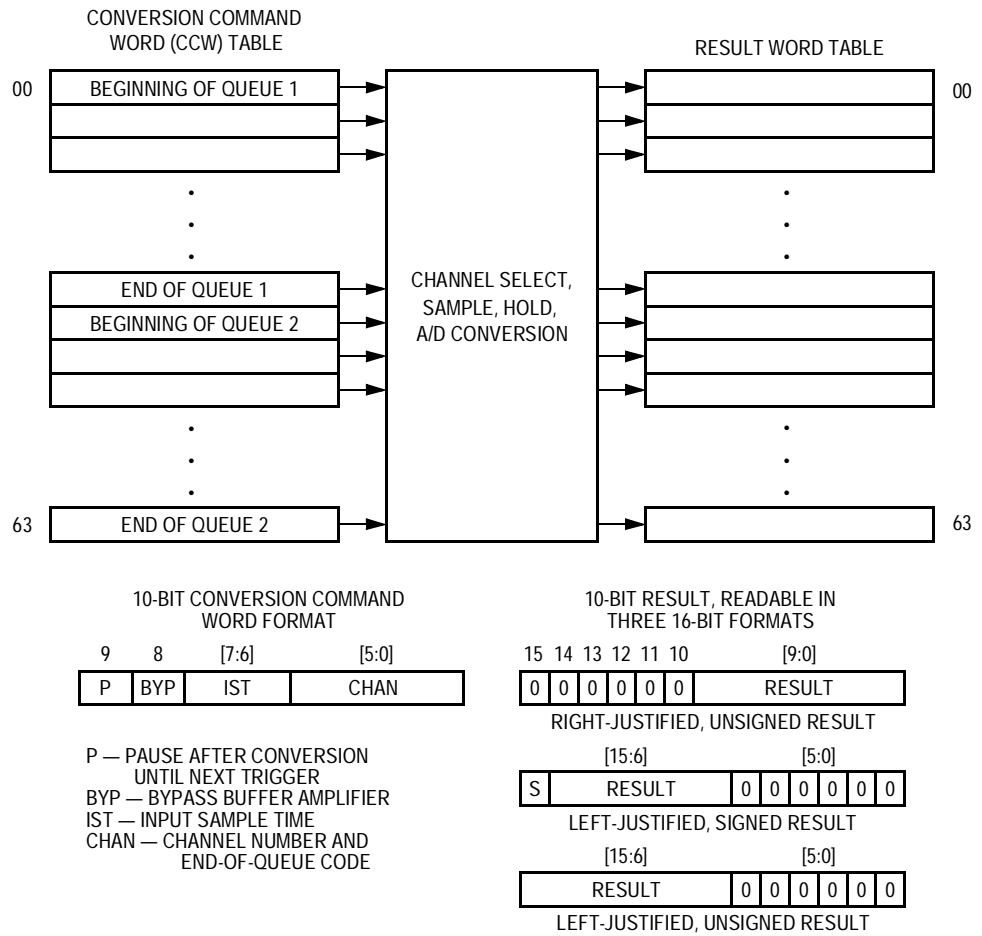 CONVERSION COMMAND
WORD (CCW) TABLE
RESULT WORD TABLE
00
BEGINNING OF QUEUE 1
00
END OF QUEUE 1
BEGINNING OF QUEUE 2
CHANNEL SELECT,
SAMPLE, HOLD,
A/D CONVERSION
63
END OF QUEUE 2
63
10-BIT CONVERSION COMMAND
WORD FORMAT
9 8 [7:6] [5:0]
P BYP IST CHAN
P — PAUSE AFTER CONVERSION
UNTIL NEXT TRIGGER
BYP — BYPASS BUFFER AMPLIFIER
IST — INPUT SAMPLE TIME
CHAN — CHANNEL NUMBER AND
END-OF-QUEUE CODE
10-BIT RESULT, READABLE IN
THREE 16-BIT FORMATS
15 14 13 12 11 10 [9:0]
0 0 0 0 0 0 RESULT
RIGHT-JUSTIFIED, UNSIGNED RESULT
[15:6] [5:0]
S RESULT 0 0 0 0 0 0
LEFT-JUSTIFIED, SIGNED RESULT
[15:6] [5:0]
RESULT 0 0 0 0 0 0
LEFT-JUSTIFIED, UNSIGNED RESULT